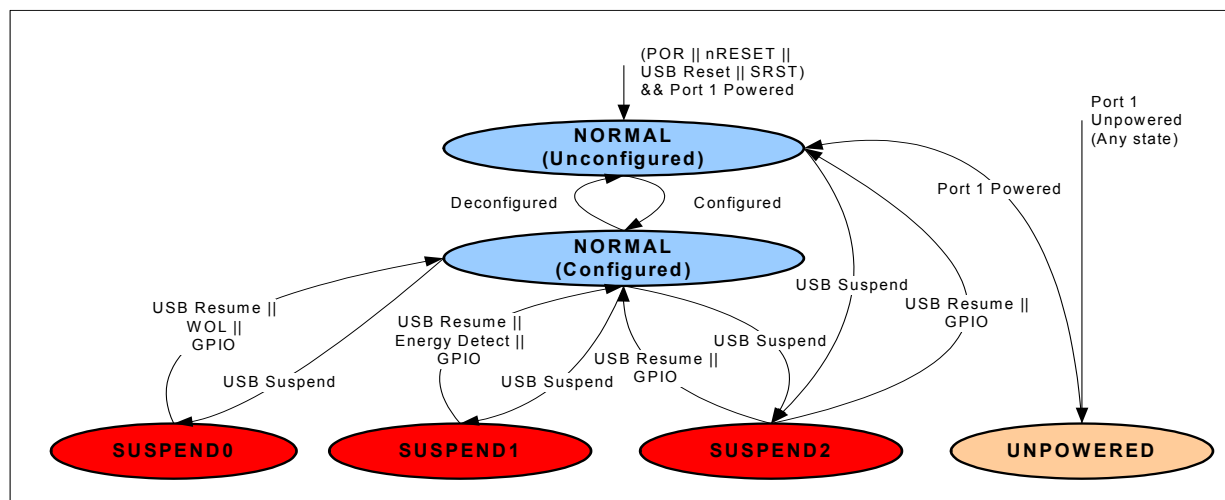 (POR || nRESET ||
USB Reset || SRST)
&& Port 1 Powered
Port 1
Unpowered
(Any state)
NORMAL
(Unconfigured)
Deconfigured
Configured
Port 1 Powered
NORMAL
(Configured)
USB Suspend
USB Resume ||
WOL ||
GPIO
USB Resume ||
Energy Detect ||
GPIO
USB Resume ||
GPIO
USB Suspend
USB Resume ||
GPIO
USB Suspend
USB Suspend
SUSPEND0
SUSPEND1
SUSPEND2
UNPOWERED